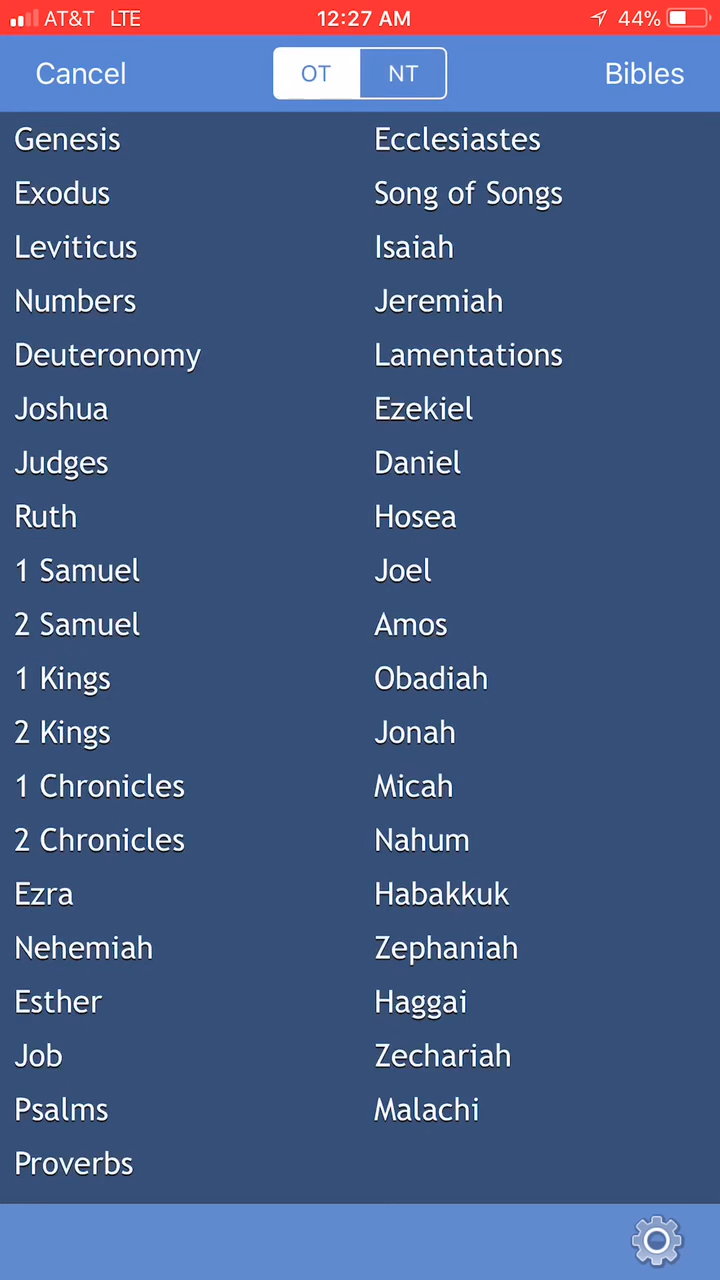 AT&T LTE 12:27 AM 44%
Cancel OT NT Bibles
Genesis
Exodus
Leviticus
Numbers
Deuteronomy
Joshua
Judges
Ruth
1 Samuel
2 Samuel
1 Kings
2 Kings
1 Chronicles
2 Chronicles
Ezra
Nehemiah
Esther
Job
Psalms
Proverbs
Ecclesiastes
Song of Songs
Isaiah
Jeremiah
Lamentations
Ezekiel
Daniel
Hosea
Joel
Amos
Obadiah
Jonah
Micah
Nahum
Habakkuk
Zephaniah
Haggai
Zechariah
Malachi